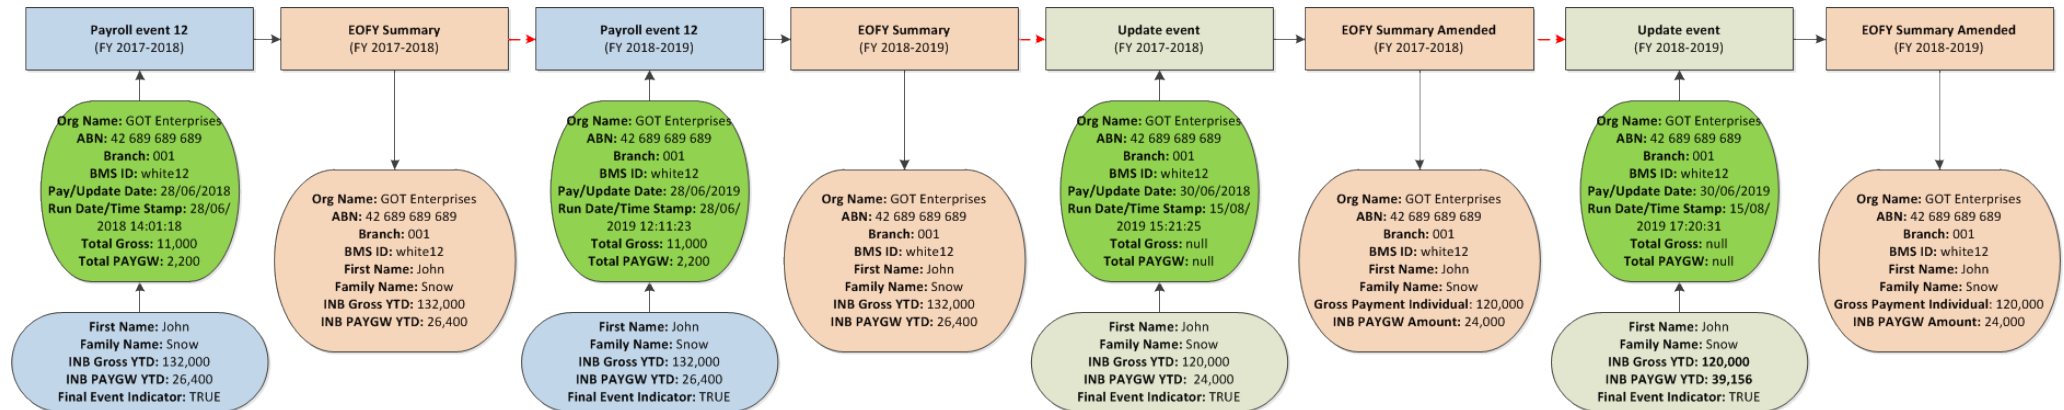 Payroll event 12
(FY 2017-2018)
EOFY Summary
(FY 2017-2018)
Payroll event 12
(FY 2018-2019)
EOFY Summary
(FY 2018-2019)
Update event
(FY 2017-2018)
EOFY Summary Amended
(FY 2017-2018)
Update event
(FY 2018-2019)
EOFY Summary Amended
(FY 2018-2019)
Org Name: GOT Enterprises
ABN: 42 689 689 689
Branch: 001
BMS ID: white12
Pay/Update Date: 28/06/2018
Run Date/Time Stamp: 28/06/
2018 14:01:18
Total Gross: 11,000
Total PAYGW: 2,200
First Name: John
Family Name: Snow
INB Gross YTD: 132,000
INB PAYGW YTD: 26,400
Final Event Indicator: TRUE
Org Name: GOT Enterprises
ABN: 42 689 689 689
Branch: 001
BMS ID: white12
First Name: John
Family Name: Snow
INB Gross YTD: 132,000
INB PAYGW YTD: 26,400
Org Name: GOT Enterprises
ABN: 42 689 689 689
Branch: 001
BMS ID: white12
Pay/Update Date: 28/06/2019
Run Date/Time Stamp: 28/06/
2019 12:11:23
Total Gross: 11,000
Total PAYGW: 2,200
First Name: John
Family Name: Snow
INB Gross YTD: 132,000
INB PAYGW YTD: 26,400
Final Event Indicator: TRUE
Org Name: GOT Enterprises
ABN: 42 689 689 689
Branch: 001
BMS ID: white12
First Name: John
Family Name: Snow
INB Gross YTD: 132,000
INB PAYGW YTD: 26,400
Org Name: GOT Enterprises
ABN: 42 689 689 689
Branch: 001
BMS ID: white12
Pay/Update Date: 30/06/2018
Run Date/Time Stamp: 15/08/
2019 15:21:25
Total Gross: null
Total PAYGW: null
First Name: John
Family Name: Snow
INB Gross YTD: 120,000
INB PAYGW YTD: 24,000
Final Event Indicator: TRUE
Org Name: GOT Enterprises
ABN: 42 689 689 689
Branch: 001
BMS ID: white12
First Name: John
Family Name: Snow
Gross Payment Individual: 120,000
INB PAYGW Amount: 24,000
Org Name: GOT Enterprises
ABN: 42 689 689 689
Branch: 001
BMS ID: white12
Pay/Update Date: 30/06/2019
Run Date/Time Stamp: 15/08/
2019 17:20:31
Total Gross: null
Total PAYGW: null
First Name: John
Family Name: Snow
INB Gross YTD: 120,000
INB PAYGW YTD: 39,156
Final Event Indicator: TRUE
Org Name: GOT Enterprises
ABN: 42 689 689 689
Branch: 001
BMS ID: white12
First Name: John
Family Name: Snow
Gross Payment Individual: 120,000
INB PAYGW Amount: 24,000